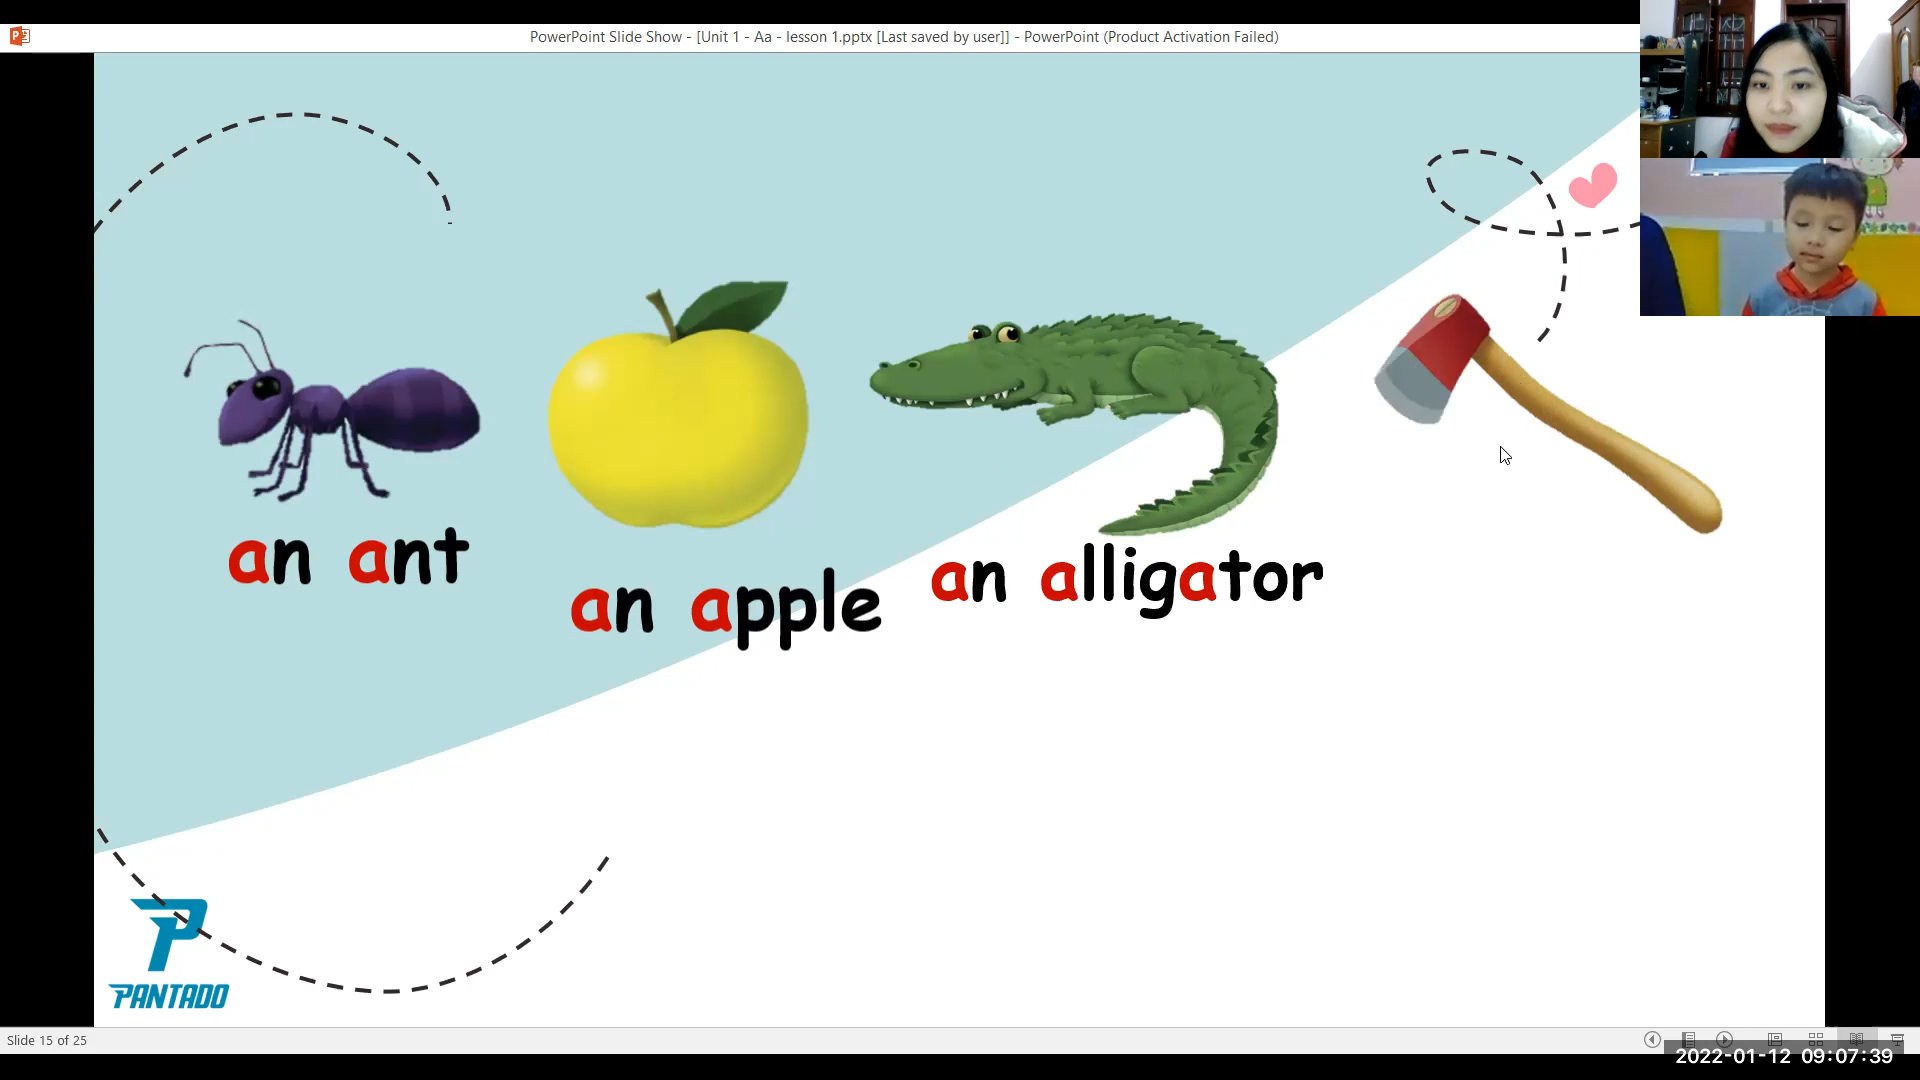 PowerPoint Slide Show - [Unit 1 - Aa - lesson 1.pptx [Last saved by user]] - PowerPoint (Product Activation Failed)
an ant
an apple
an alligator
PANTADO
Slide 15 of 25
2022-01-12 09:07:39